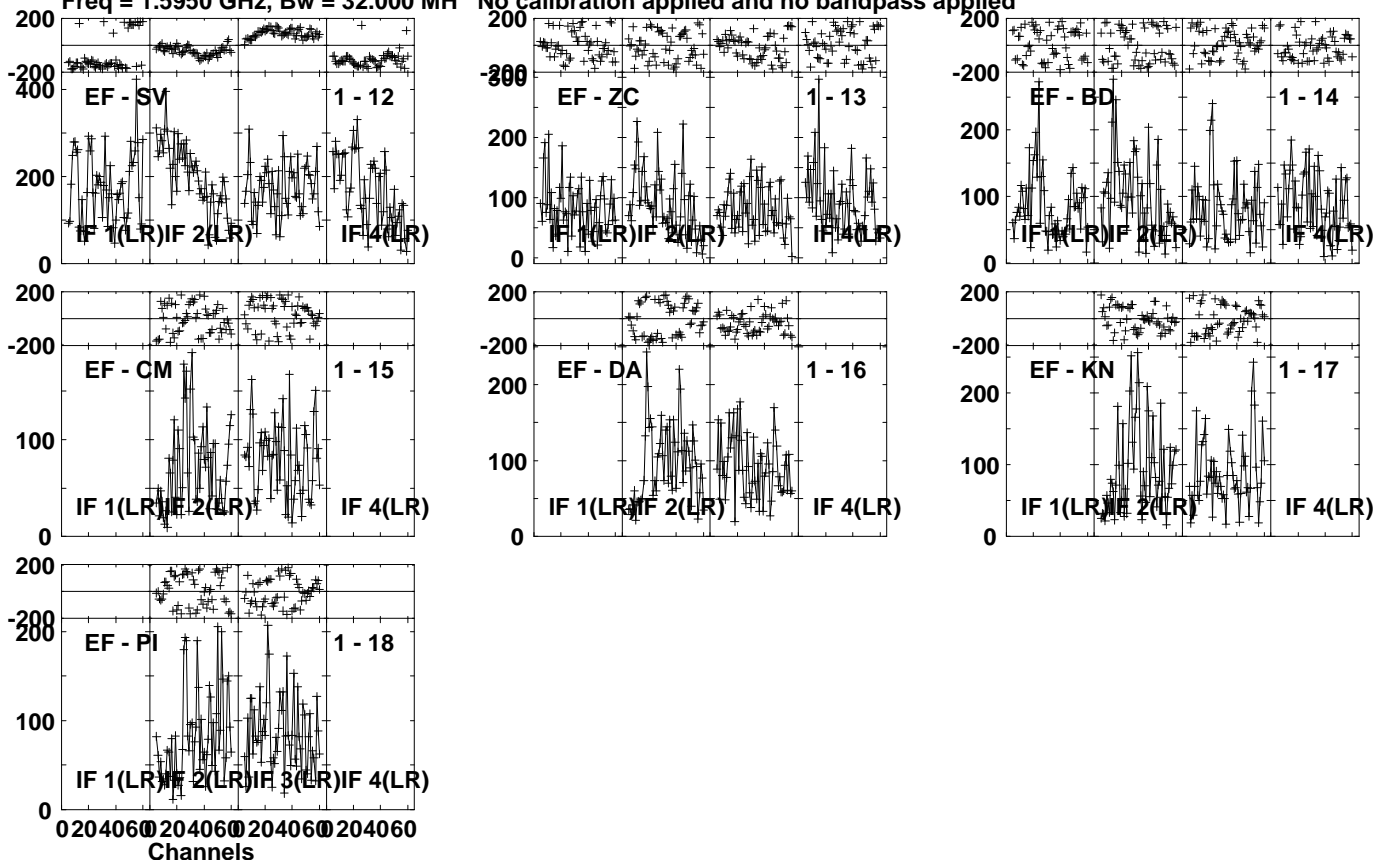 Freq = 1.5950 GHz, Bw = 32.000 MH No calibration applied and no bandpass applied
200
-200
400
200
0
EF - SV
1 - 12
IF 1(LR)
IF 2(LR)
IF 4(LR)
200
-200
200
100
0
EF - ZC
1 - 13
IF 1(LR)
IF 2(LR)
IF 4(LR)
200
-200
200
100
0
EF - BD
1 - 14
IF 1(LR)
IF 2(LR)
IF 4(LR)
200
-200
200
100
0
EF - CM
1 - 15
IF 1(LR)
IF 2(LR)
IF 4(LR)
200
-200
200
100
0
EF - DA
1 - 16
IF 1(LR)
IF 2(LR)
IF 4(LR)
200
-200
200
100
0
EF - KN
1 - 17
IF 1(LR)
IF 2(LR)
IF 4(LR)
200
-200
200
100
0
EF - PI
1 - 18
IF 1(LR)
IF 2(LR)
IF 3(LR)
IF 4(LR)
0 20 40 60
0 20 40 60
0 20 40 60
0 20 40 60
Channels